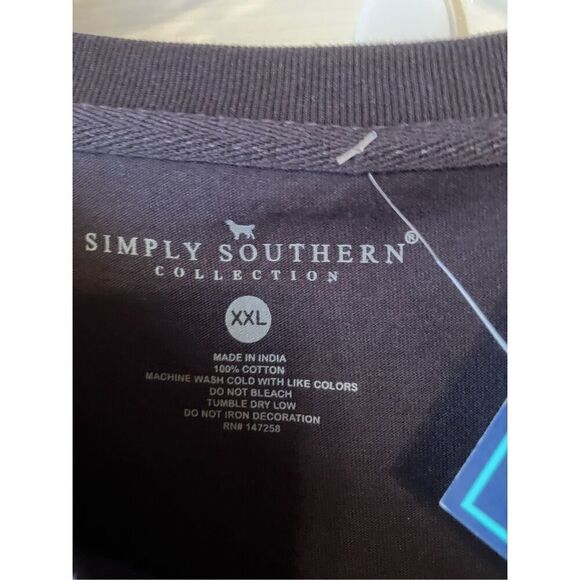 SIMPLY SOUTHERN®
COLLECTION
XXL
MADE IN INDIA
100% COTTON
MACHINE WASH COLD WITH LIKE COLORS
DO NOT BLEACH
TUMBLE DRY LOW
DO NOT IRON DECORATION
RN# 147258